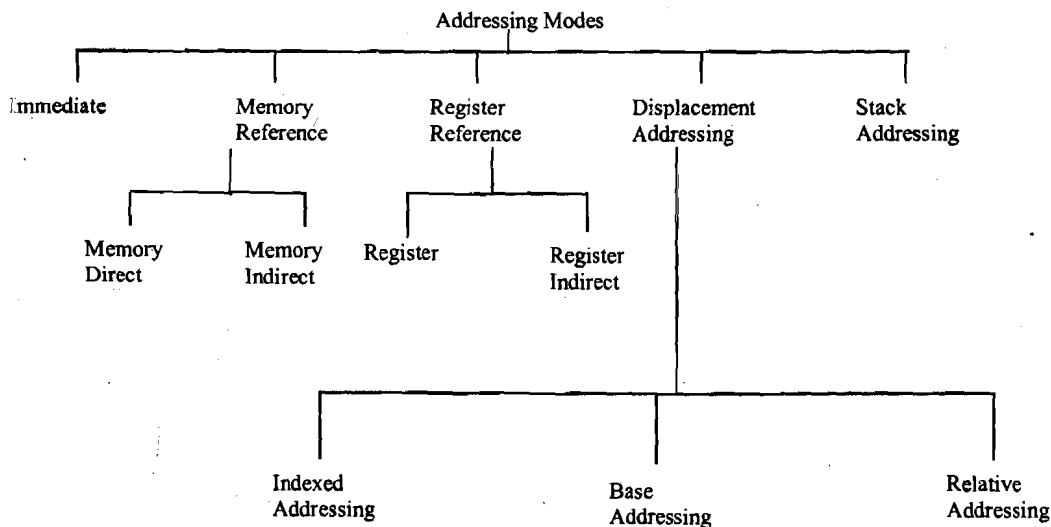 Addressing Modes
Immediate
Memory
Reference
Register
Reference
Displacement
Addressing
Stack
Addressing
Memory
Direct
Memory
Indirect
Register
Register
Indirect
Indexed
Addressing
Base
Addressing
Relative
Addressing